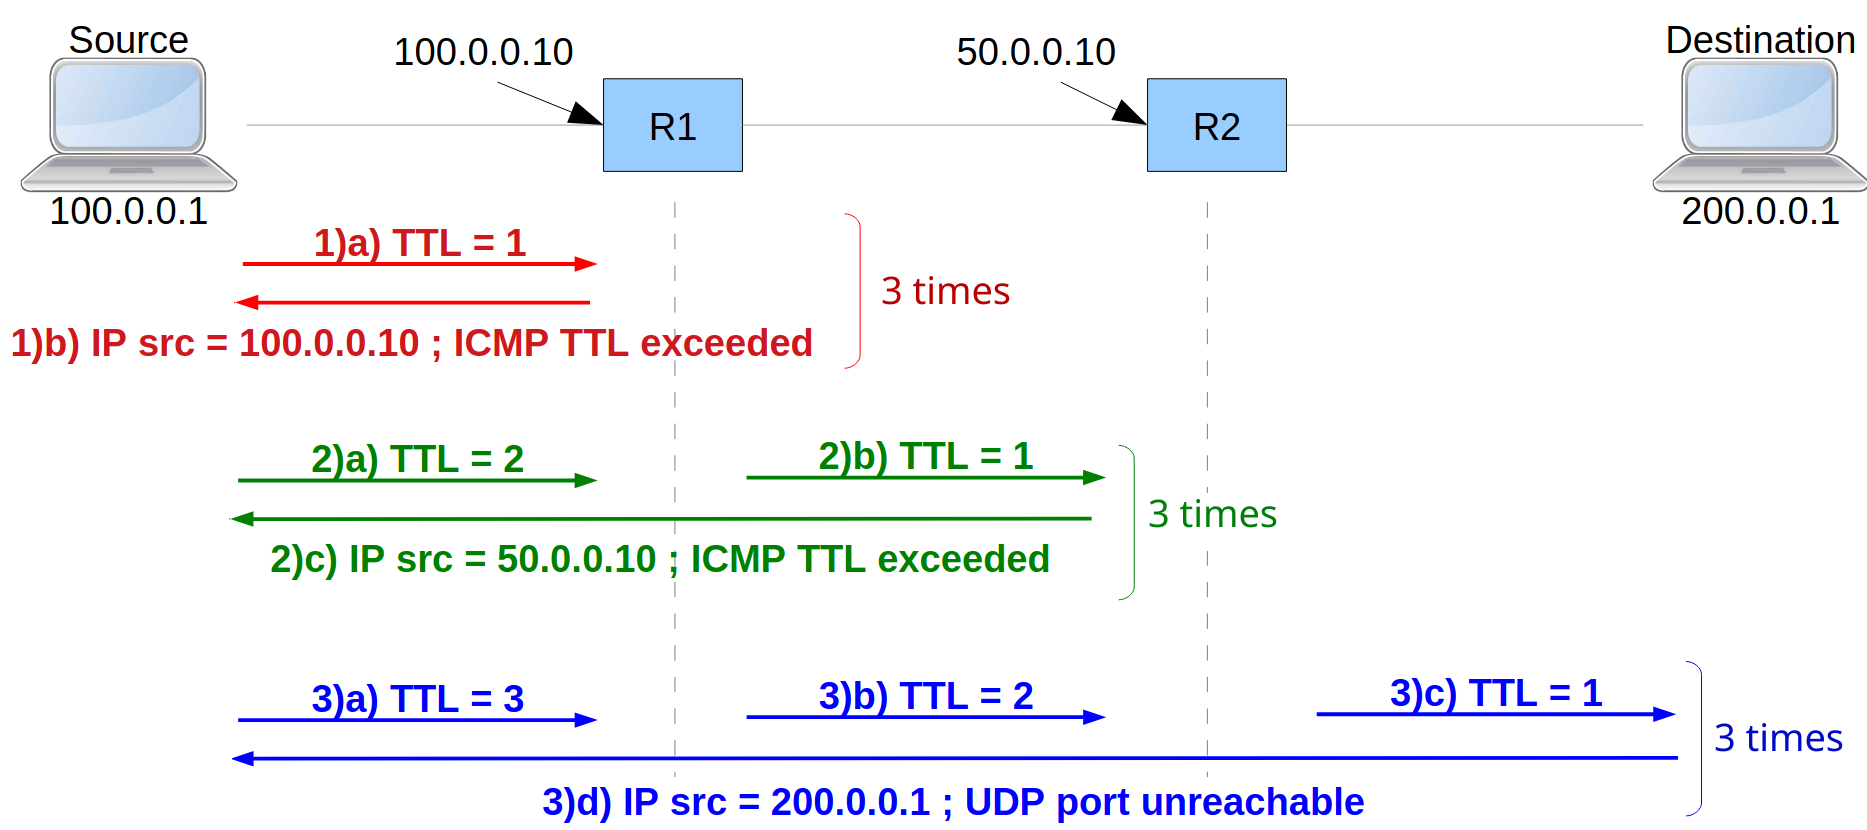 Source
100.0.0.10
50.0.0.10
Destination
R1
R2
100.0.0.1
200.0.0.1
1)a) TTL = 1
3 times
1)b) IP src = 100.0.0.10 ; ICMP TTL exceeded
2)a) TTL = 2
2)b) TTL = 1
3 times
2)c) IP src = 50.0.0.10 ; ICMP TTL exceeded
3)a) TTL = 3
3)b) TTL = 2
3)c) TTL = 1
3 times
3)d) IP src = 200.0.0.1 ; UDP port unreachable